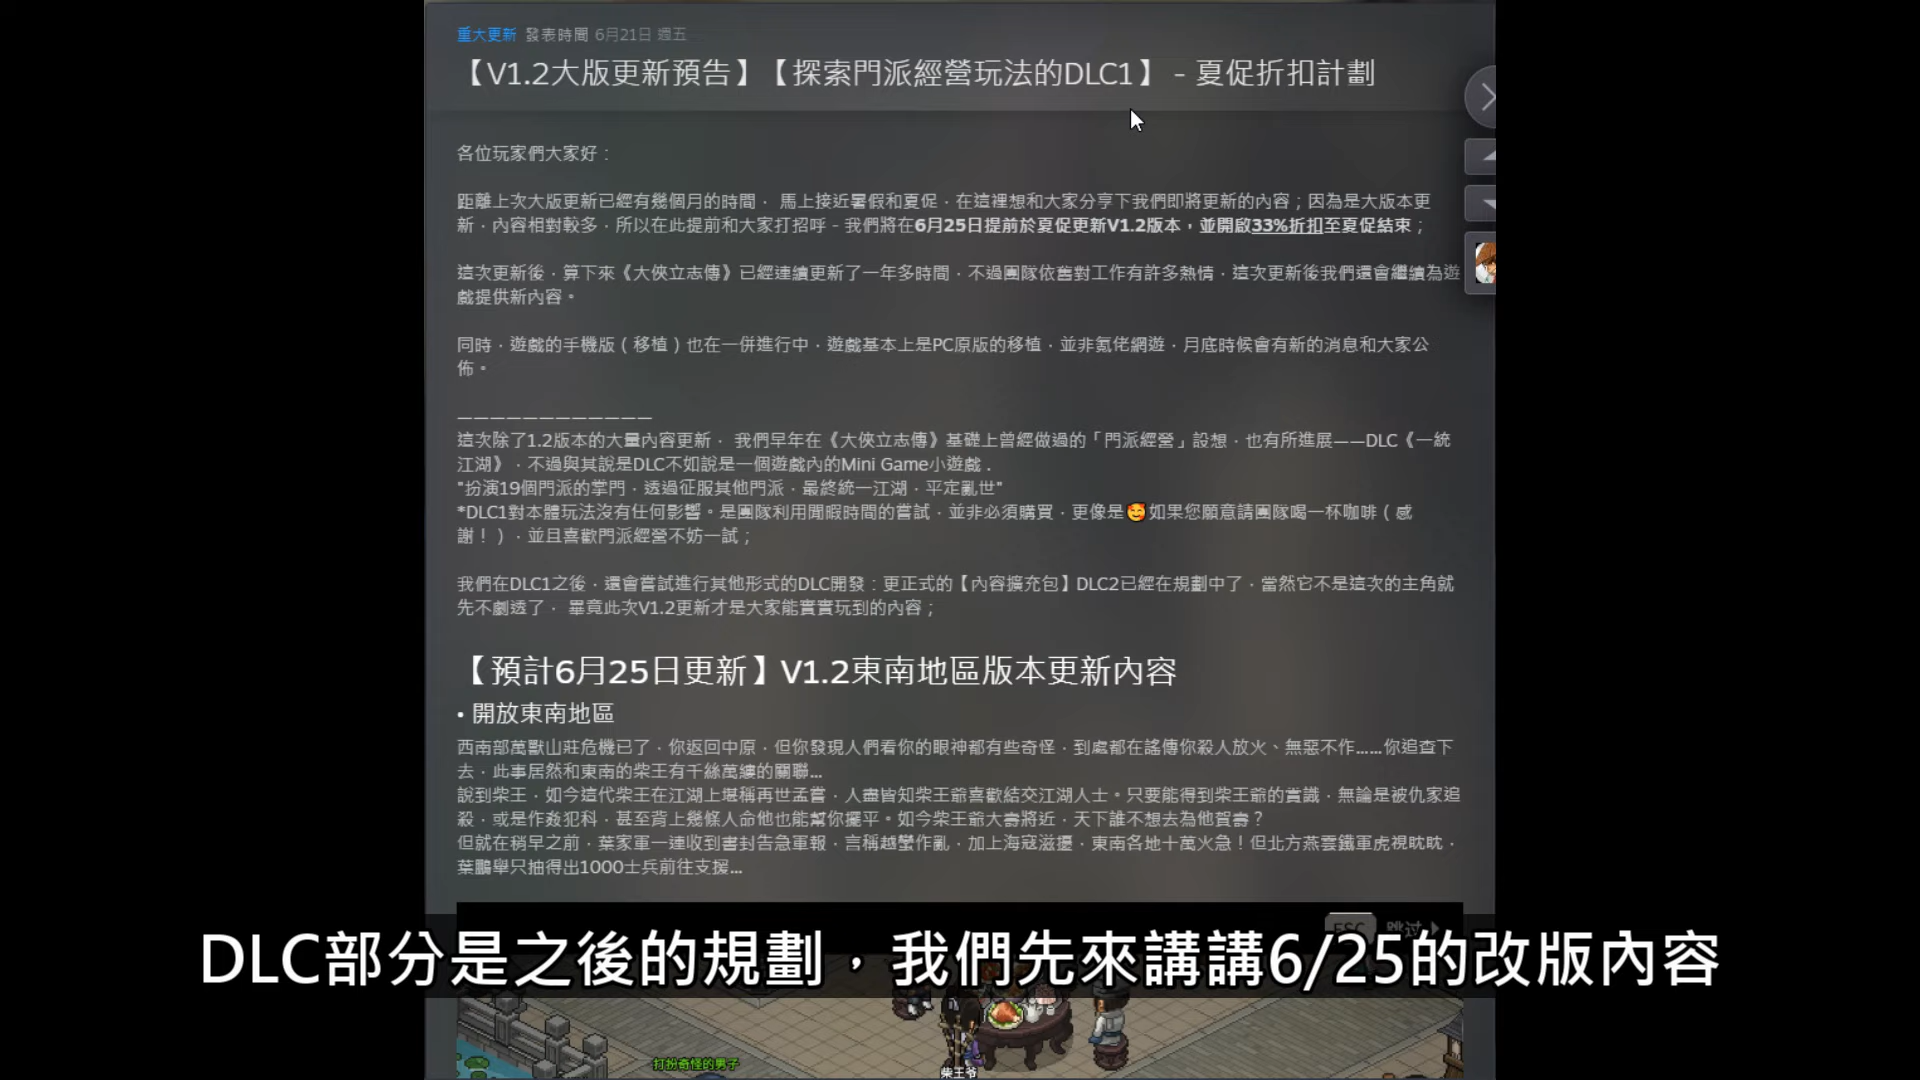 重大更新 發表時間 6月21日 週五
【V1.2大版更新預告】【探索門派經營玩法的DLC1】 - 夏促折扣計劃
各位玩家們大家好：
距離上次大版更新已經有幾個月的時間， 馬上接近暑假和夏促，在這裡想和大家分享下我們即將更新的內容；因為是大版本更
新，內容相對較多，所以在此提前和大家打招呼 - 我們將在6月25日提前於夏促更新V1.2版本，並開啟33%折扣至夏促結束；
這次更新後，算下來《大俠立志傳》已經連續更新了一年多時間，不過團隊依舊對工作有許多熱情，這次更新後我們還會繼續為遊
戲提供新內容。
同時，遊戲的手機版（移植）也在一併進行中，遊戲基本上是PC原版的移植，並非氪佬網遊，月底時候會有新的消息和大家公
佈。
————————————
這次除了1.2版本的大量內容更新， 我們早年在《大俠立志傳》基礎上曾經做過的「門派經營」設想，也有所進展——DLC《一統
江湖》，不過與其說是DLC不如說是一個遊戲內的Mini Game小遊戲 .
"扮演19個門派的掌門，透過征服其他門派，最終統一江湖，平定亂世"
*DLC1對本體玩法沒有任何影響。是團隊利用閒暇時間的嘗試，並非必須購買，更像是🥰如果您願意請團隊喝一杯咖啡（感
謝！），並且喜歡門派經營不妨一試；
我們在DLC1之後，還會嘗試進行其他形式的DLC開發：更正式的【內容擴充包】DLC2已經在規劃中了，當然它不是這次的主角就
先不劇透了， 畢竟此次V1.2更新才是大家能實實玩到的內容；
【預計6月25日更新】V1.2東南地區版本更新內容
• 開放東南地區
西南部萬獸山莊危機已了，你返回中原，但你發現人們看你的眼神都有些奇怪，到處都在謠傳你殺人放火、無惡不作......你追查下
去，此事居然和東南的柴王有千絲萬縷的關聯...
說到柴王，如今這代柴王在江湖上堪稱再世孟嘗，人盡皆知柴王爺喜歡結交江湖人士。只要能得到柴王爺的賞識，無論是被仇家追
殺，或是作姦犯科，甚至背上幾條人命他也能幫你擺平。如今柴王爺大壽將近，天下誰不想去為他賀壽？
但就在稍早之前，葉家軍一連收到書封告急軍報，言稱越蠻作亂，加上海寇滋擾，東南各地十萬火急！但北方燕雲鐵軍虎視眈眈，
葉鵬舉只抽得出1000士兵前往支援...
ESC 跳过
DLC部分是之後的規劃，我們先來講講6/25的改版內容
打扮奇怪的男子
柴王爷